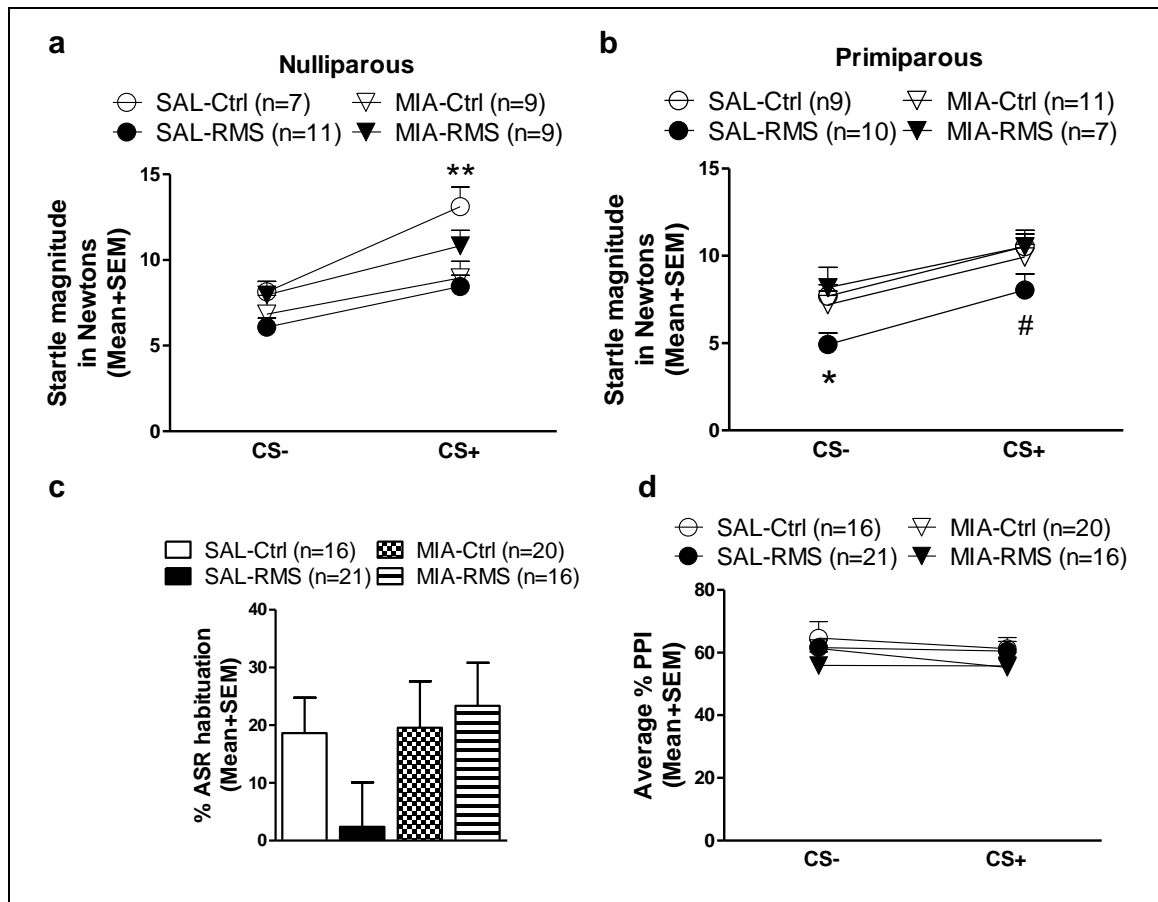 a
Nulliparous
SAL-Ctrl (n=7) MIA-Ctrl (n=9)
SAL-RMS (n=11) MIA-RMS (n=9)
Startle magnitude
in Newtons
(Mean+SEM)
15
10
5
0
**
CS- CS+
b
Primiparous
SAL-Ctrl (n9) MIA-Ctrl (n=11)
SAL-RMS (n=10) MIA-RMS (n=7)
Startle magnitude
in Newtons
(Mean+SEM)
15
10
5
0
*
#
CS- CS+
c
SAL-Ctrl (n=16) MIA-Ctrl (n=20)
SAL-RMS (n=21) MIA-RMS (n=16)
% ASR habituation
(Mean+SEM)
40
30
20
10
0
d
SAL-Ctrl (n=16) MIA-Ctrl (n=20)
SAL-RMS (n=21) MIA-RMS (n=16)
Average % PPI
(Mean+SEM)
80
60
40
20
0
CS- CS+